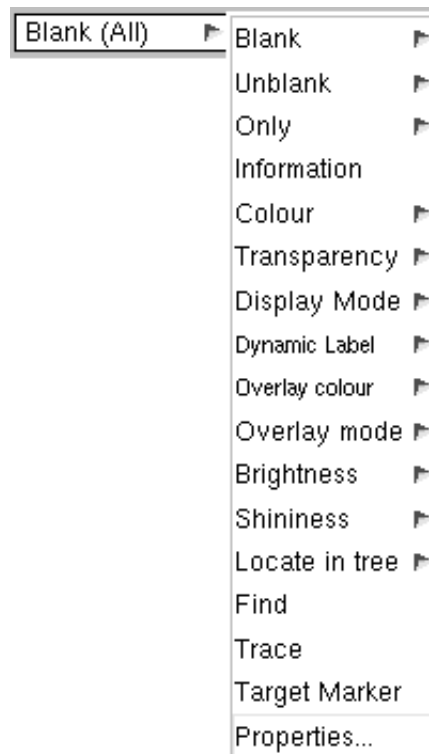 Blank (All)
Blank
Unblank
Only
Information
Colour
Transparency
Display Mode
Dynamic Label
Overlay colour
Overlay mode
Brightness
Shininess
Locate in tree
Find
Trace
Target Marker
Properties...